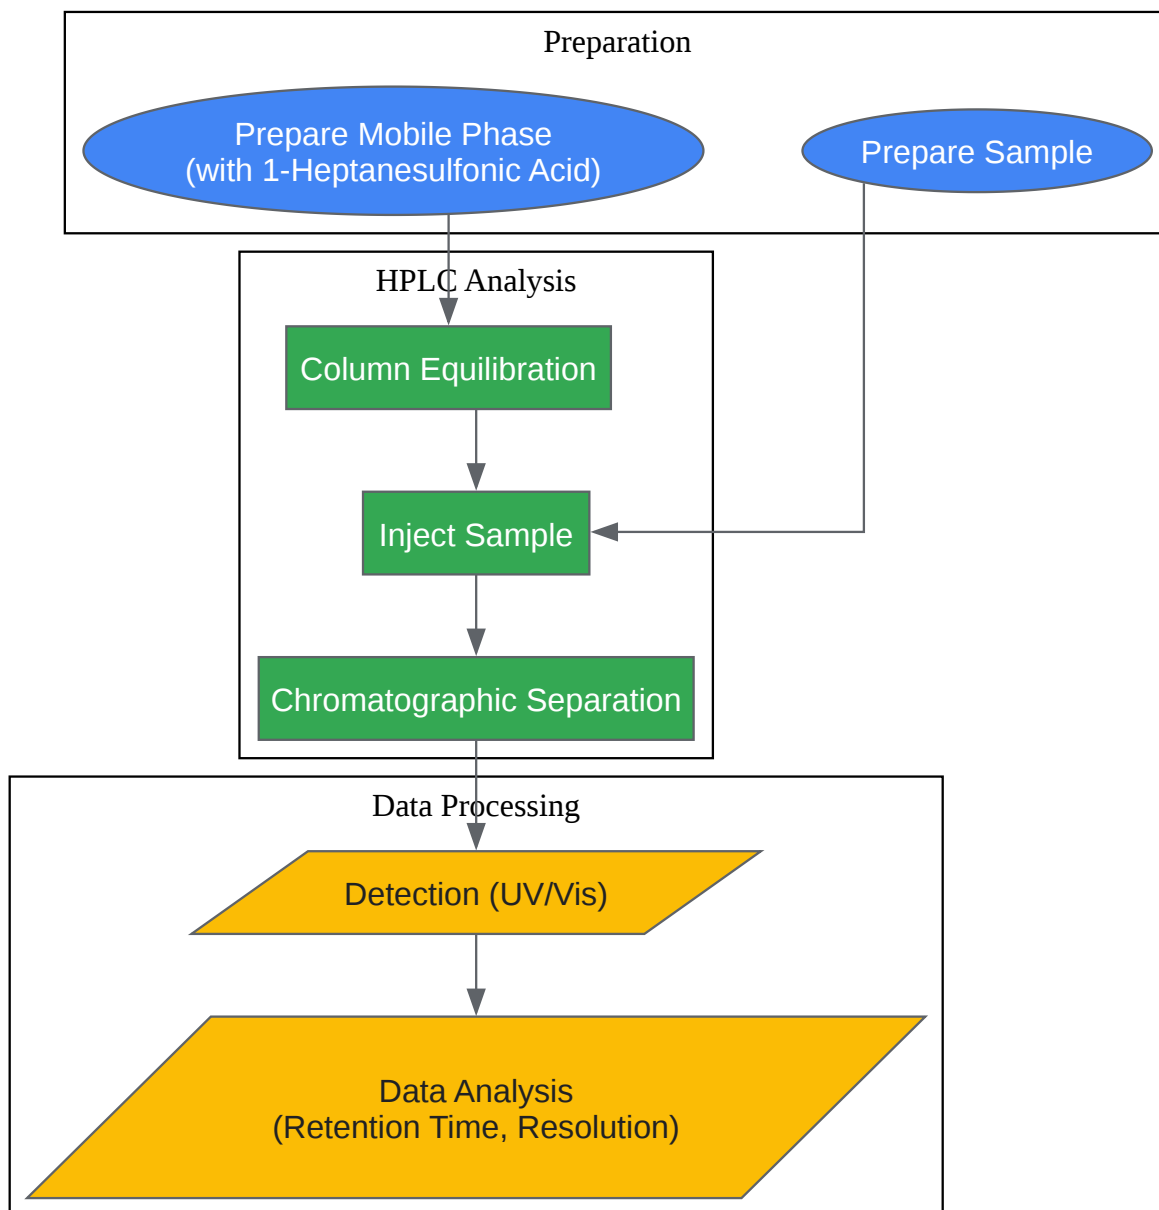 Preparation
Prepare Mobile Phase
(with 1-Heptanesulfonic Acid)
Prepare Sample
HPLC Analysis
Column Equilibration
Inject Sample
Chromatographic Separation
Data Processing
Detection (UV/Vis)
Data Analysis
(Retention Time, Resolution)